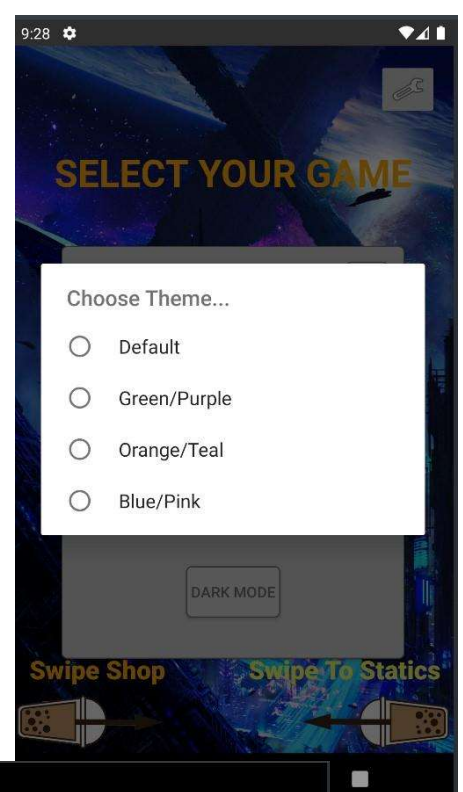 9:28
SELECT YOUR GAME
Choose Theme...
Default
Green/Purple
Orange/Teal
Blue/Pink
DARK MODE
Swipe Shop Swipe To Statics